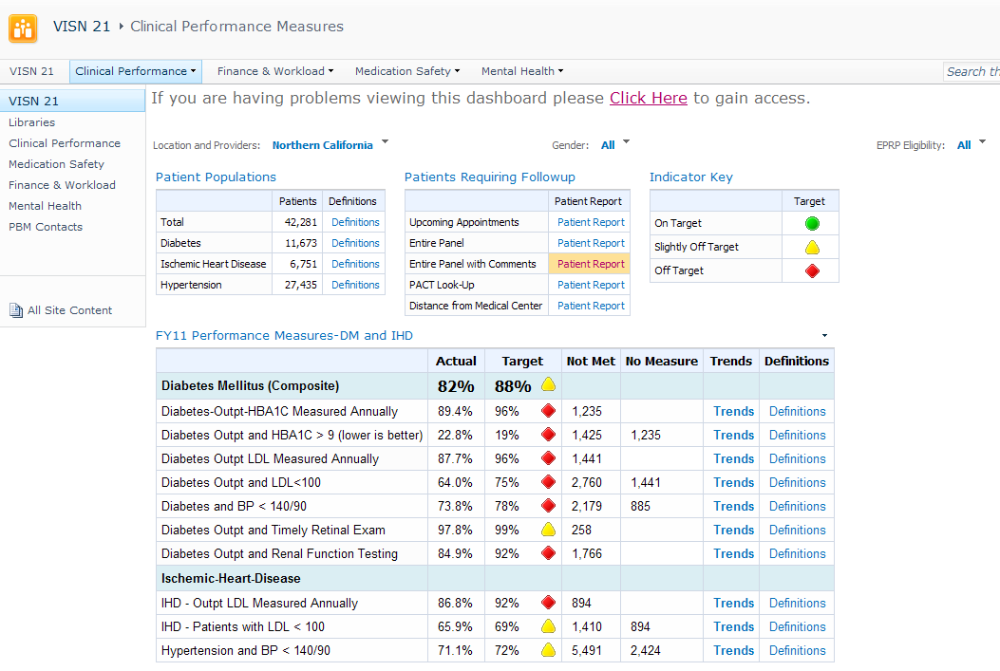 VISN 21 Clinical Performance Measures
VISN 21 Clinical Performance Finance & Workload Medication Safety Mental Health Search th
VISN 21
Libraries
Clinical Performance
Medication Safety
Finance & Workload
Mental Health
PBM Contacts
All Site Content
If you are having problems viewing this dashboard please Click Here to gain access.
Location and Providers: Northern California Gender: All EPRP Eligibility: All
Patient Populations
Patients Definitions
Total 42,281 Definitions
Diabetes 11,673 Definitions
Ischemic Heart Disease 6,751 Definitions
Hypertension 27,435 Definitions
Patients Requiring Followup
Patient Report
Upcoming Appointments Patient Report
Entire Panel Patient Report
Entire Panel with Comments Patient Report
PACT Look-Up Patient Report
Distance from Medical Center Patient Report
Indicator Key
Target
On Target
Slightly Off Target
Off Target
FY11 Performance Measures-DM and IHD
Actual Target Not Met No Measure Trends Definitions
Diabetes Mellitus (Composite) 82% 88%
Diabetes-Outpt-HBA1C Measured Annually 89.4% 96% 1,235 Trends Definitions
Diabetes Outpt and HBA1C > 9 (lower is better) 22.8% 19% 1,425 1,235 Trends Definitions
Diabetes Outpt LDL Measured Annually 87.7% 96% 1,441 Trends Definitions
Diabetes Outpt and LDL<100 64.0% 75% 2,760 1,441 Trends Definitions
Diabetes and BP < 140/90 73.8% 78% 2,179 885 Trends Definitions
Diabetes Outpt and Timely Retinal Exam 97.8% 99% 258 Trends Definitions
Diabetes Outpt and Renal Function Testing 84.9% 92% 1,766 Trends Definitions
Ischemic-Heart-Disease
IHD - Outpt LDL Measured Annually 86.8% 92% 894 Trends Definitions
IHD - Patients with LDL < 100 65.9% 69% 1,410 894 Trends Definitions
Hypertension and BP < 140/90 71.1% 72% 5,491 2,424 Trends Definitions